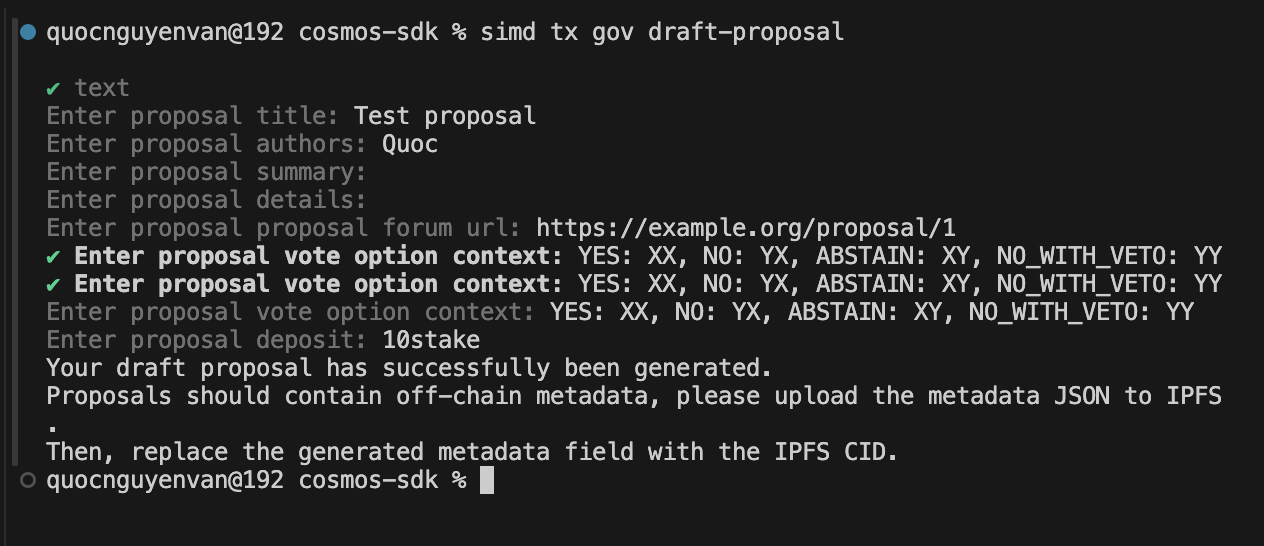 quocnguyenvan@192 cosmos-sdk % simd tx gov draft-proposal
✔ text
Enter proposal title: Test proposal
Enter proposal authors: Quoc
Enter proposal summary:
Enter proposal details:
Enter proposal proposal forum url: https://example.org/proposal/1
✔ Enter proposal vote option context: YES: XX, NO: YX, ABSTAIN: XY, NO_WITH_VETO: YY
✔ Enter proposal vote option context: YES: XX, NO: YX, ABSTAIN: XY, NO_WITH_VETO: YY
Enter proposal vote option context: YES: XX, NO: YX, ABSTAIN: XY, NO_WITH_VETO: YY
Enter proposal deposit: 10stake
Your draft proposal has successfully been generated.
Proposals should contain off-chain metadata, please upload the metadata JSON to IPFS
.
Then, replace the generated metadata field with the IPFS CID.
quocnguyenvan@192 cosmos-sdk %